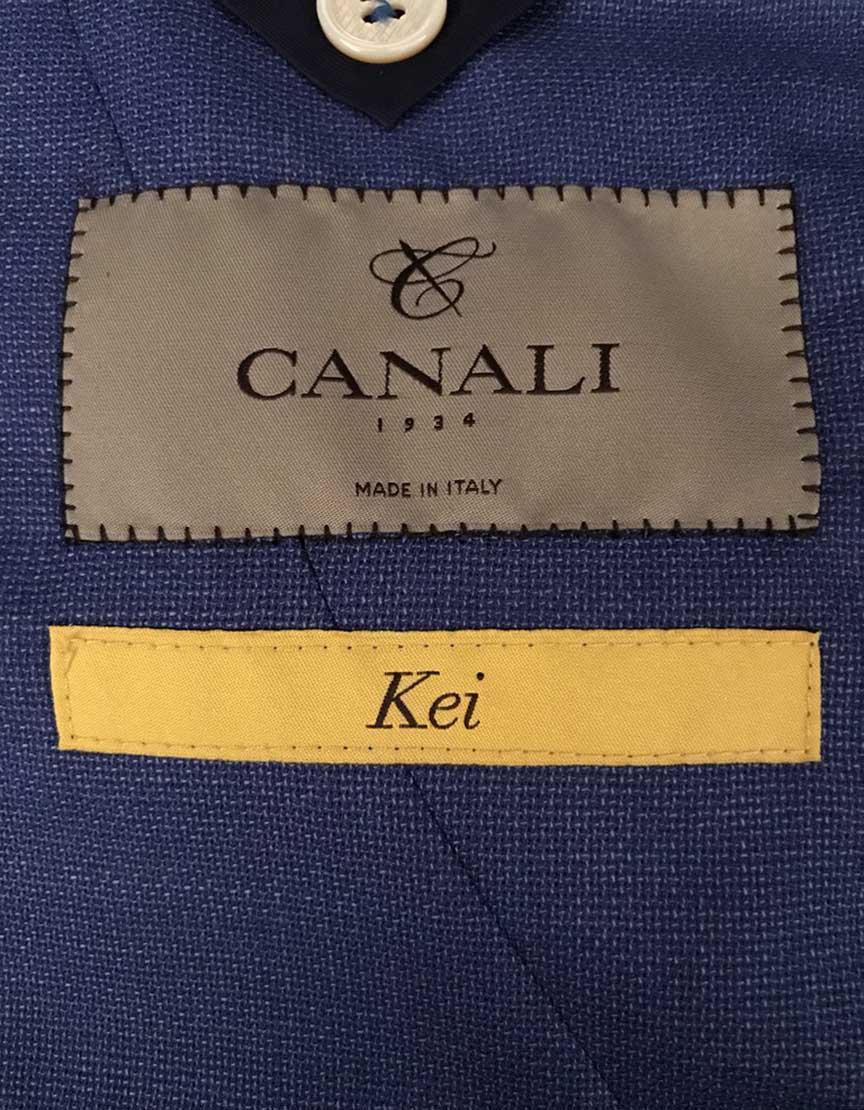 CANALI
1934
MADE IN ITALY
Kei